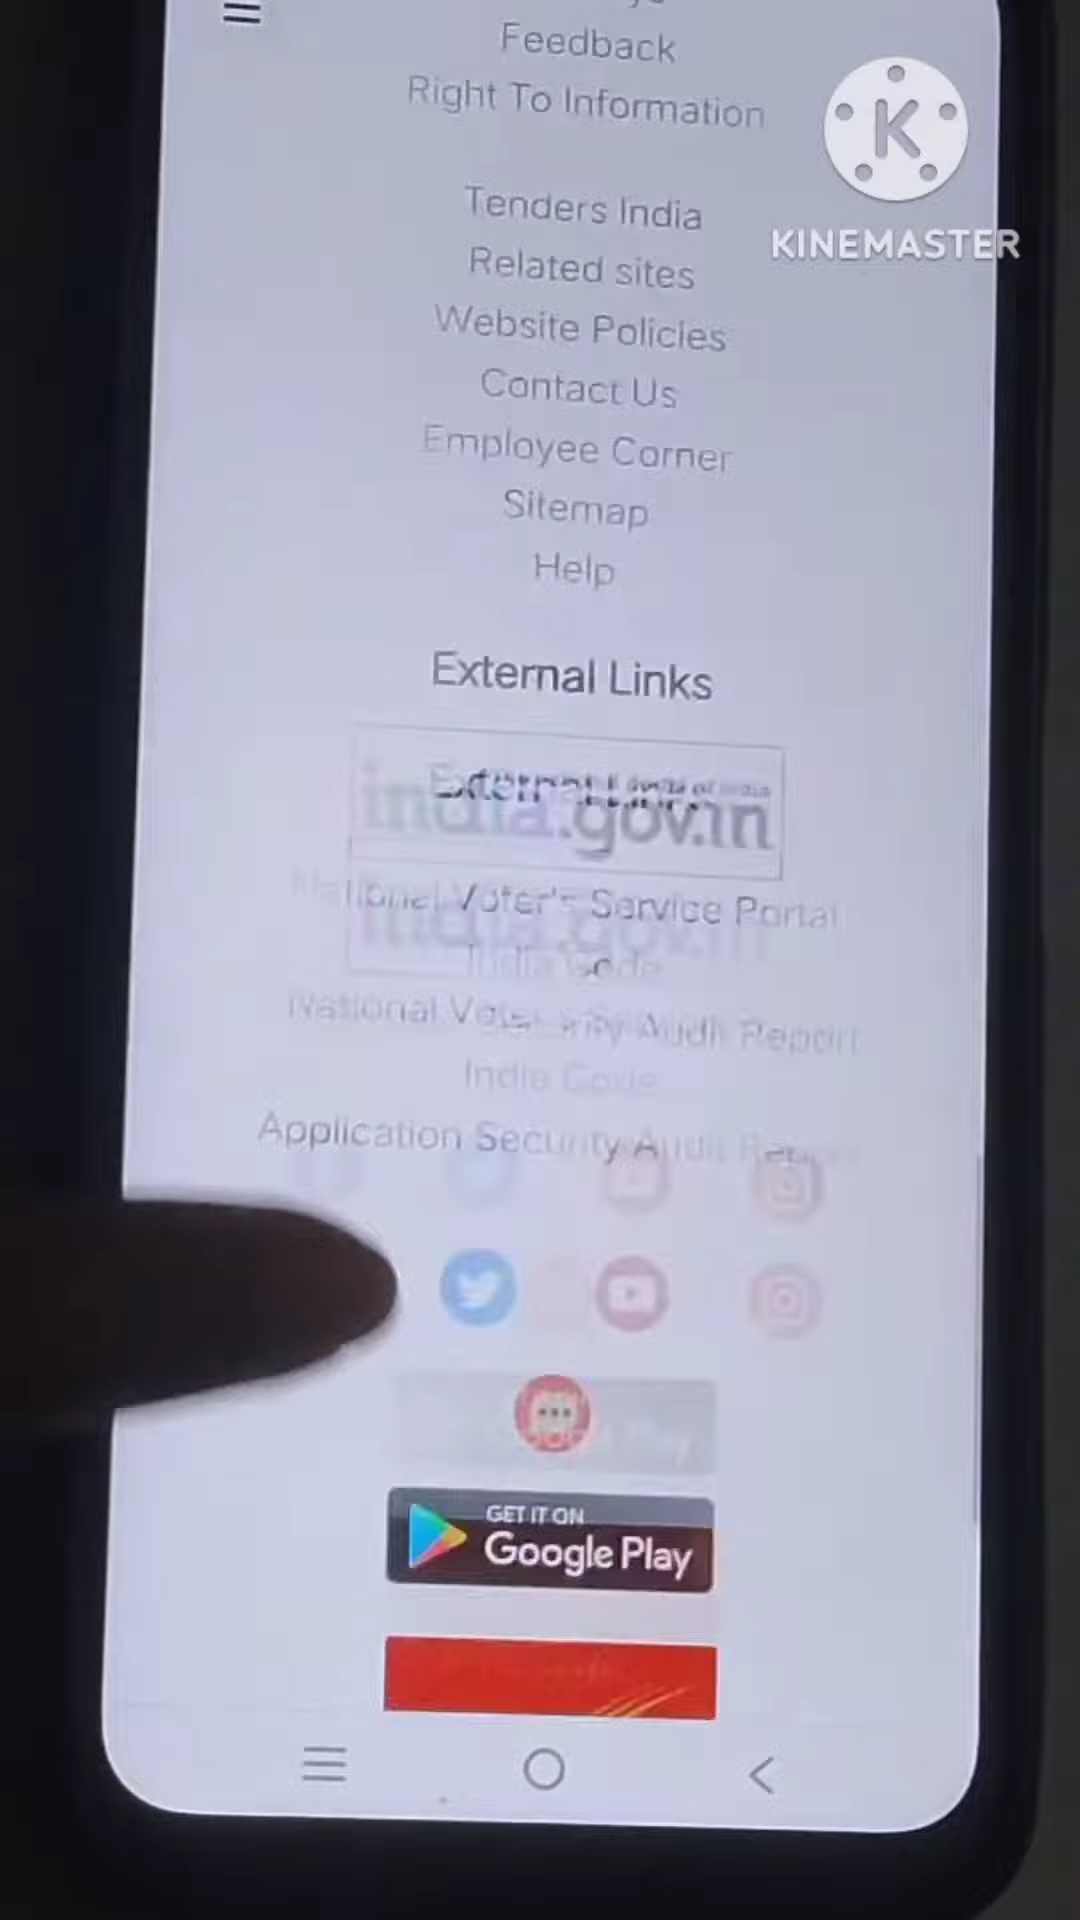 Feedback
Right To Information
K
KINEMASTER
Tenders India
Related sites
Website Policies
Contact Us
Employee Corner
Sitemap
Help
External Links
india.gov.in
National Voter's Service Portal
India Code
National Voter
Security Audit Report
India Code
Application Security Audit Report
GET IT ON
Google Play